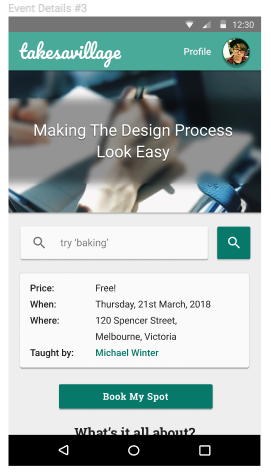 Event Details #3
12:30
takesavillage
Profile
Making The Design Process
Look Easy
try 'baking'
Price: Free!
When: Thursday, 21st March, 2018
Where: 120 Spencer Street,
Melbourne, Victoria
Taught by: Michael Winter
Book My Spot
What's it all about?